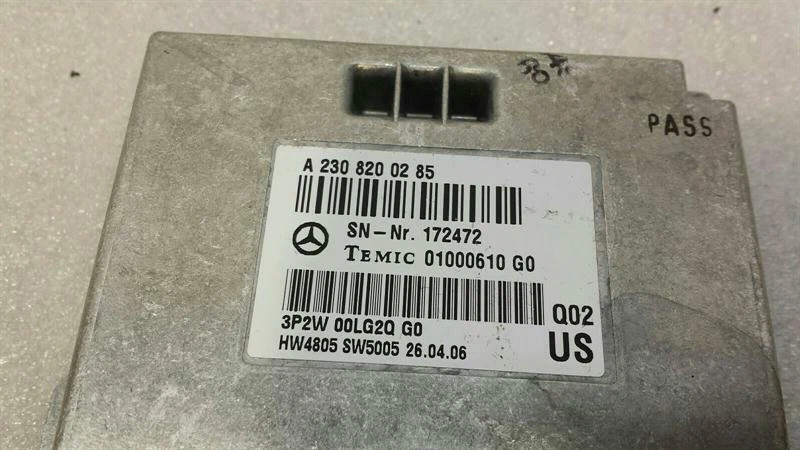 PASS
A 230 820 02 85
SN-Nr. 172472
TEMIC 01000610 G0
3P2W 00LG2Q G0
Q02
HW4805 SW5005 26.04.06
US